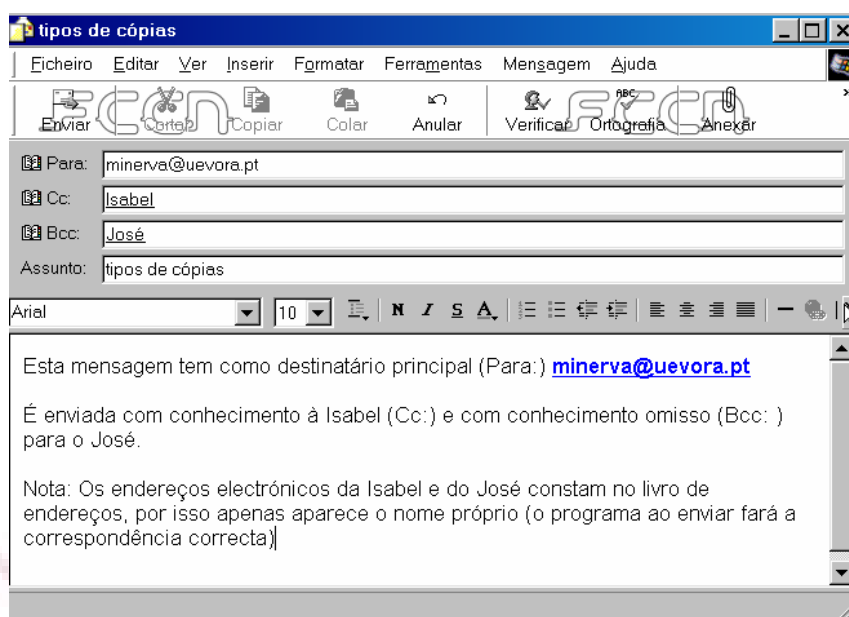 tipos de cópias
Ficheiro Editar Ver Inserir Formatar Ferramentas Mensagem Ajuda
Enviar Cortar Copiar Colar Anular Verificar Ortografia Anexar
Para: minerva@uevora.pt
Cc: Isabel
Bcc: José
Assunto: tipos de cópias
Arial 10 N I S A
Esta mensagem tem como destinatário principal (Para:) minerva@uevora.pt
É enviada com conhecimento à Isabel (Cc:) e com conhecimento omisso (Bcc: )
para o José.
Nota: Os endereços electrónicos da Isabel e do José constam no livro de
endereços, por isso apenas aparece o nome próprio (o programa ao enviar fará a
correspondência correcta)